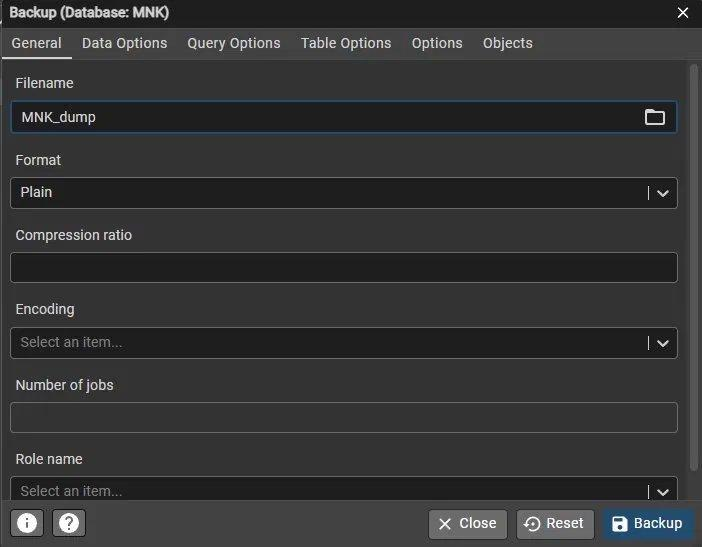 Backup (Database: MNK)
General Data Options Query Options Table Options Options Objects
Filename
MNK_dump
Format
Plain
Compression ratio
Encoding
Select an item...
Number of jobs
Role name
Select an item...
Close Reset Backup